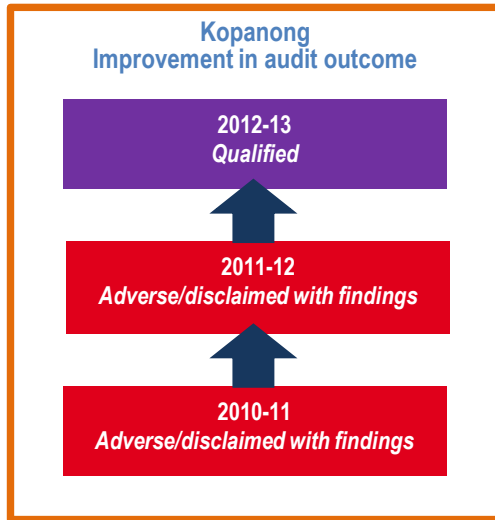 Kopanong
Improvement in audit outcome
2012-13
Qualified
2011-12
Adverse/disclaimed with findings
2010-11
Adverse/disclaimed with findings